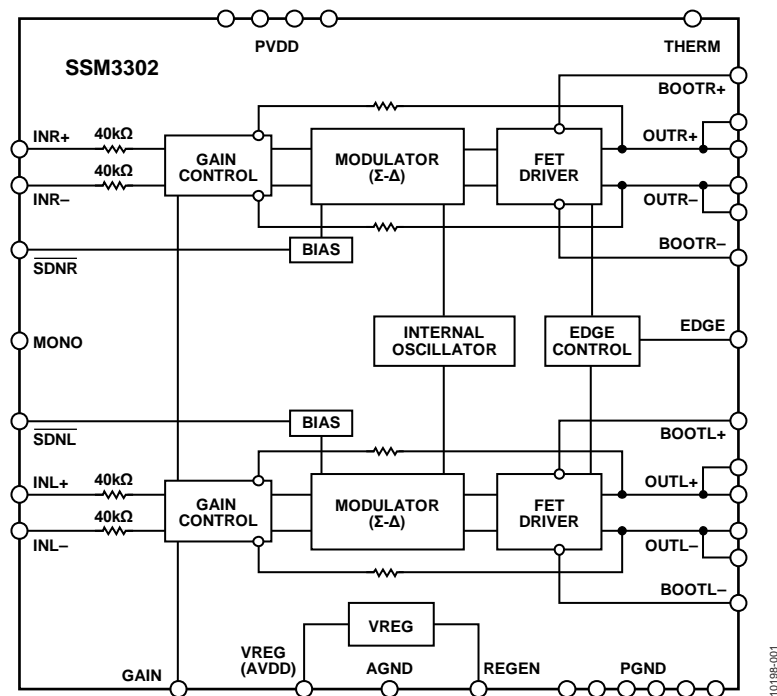 PVDD
THERM
SSM3302
BOOTR+
INR+
40kΩ
40kΩ
INR–
GAIN
CONTROL
MODULATOR
(Σ-Δ)
FET
DRIVER
OUTR+
OUTR–
BIAS
BOOTR–
SDNR
MONO
INTERNAL
OSCILLATOR
EDGE
CONTROL
EDGE
SDNL
BIAS
BOOTL+
INL+
40kΩ
40kΩ
INL–
GAIN
CONTROL
MODULATOR
(Σ-Δ)
FET
DRIVER
OUTL+
OUTL–
BOOTL–
VREG
GAIN
VREG
(AVDD)
AGND
REGEN
PGND
10198-001